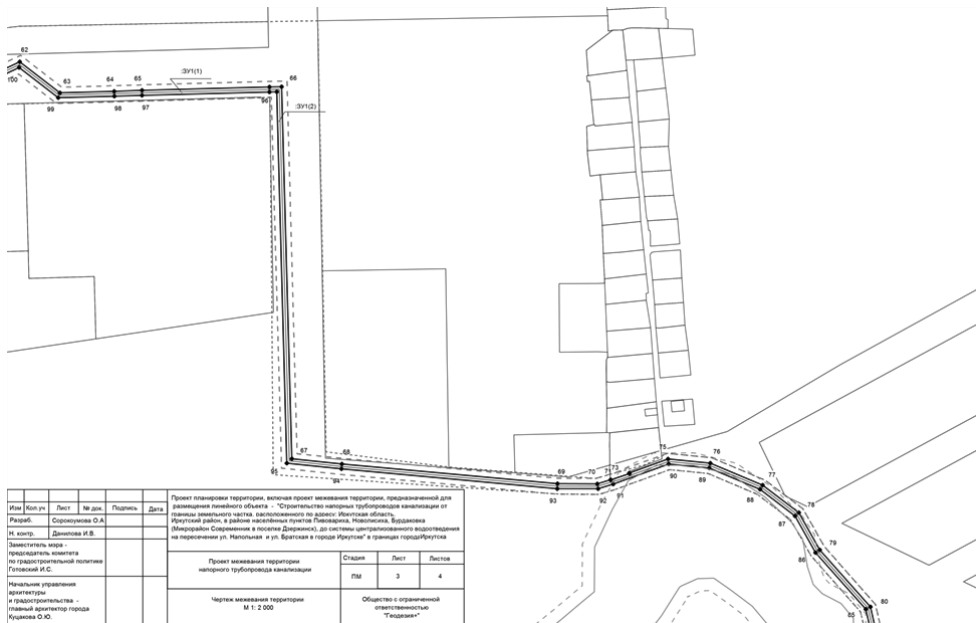 62
63
64
65
:ЗУ1(1)
66
100
99
98
97
96
:ЗУ1(2)
67
68
95
94
69
70
71
73
75
76
77
78
79
80
93
92
91
90
89
88
87
86
85
Изм Кол.уч Лист № док. Подпись Дата
Разраб. Сорокоумова О.А
Н. контр. Данилова И.В.
Заместитель мэра -
председатель комитета
по градостроительной политике
Готовский И.С.
Начальник управления
архитектуры
и градостроительства -
главный архитектор города
Куцакова О.Ю.
Проект планировки территории, включая проект межевания территории, предназначенной для
размещения линейного объекта - "Строительство напорных трубопроводов канализации от
границы земельного частка, расположенного по адресу: Иркутская область,
Иркутский район, в районе населённых пунктов Пивовариха, Новолисиха, Бурдаковка
(Микрорайон Современник в поселке Дзержинск), до системы централизованного водоотведения
на пересечении ул. Напольная и ул. Братская в городе Иркутске" в границах городаИркутска
Проект межевания территории
напорного трубопровода канализации
Стадия Лист Листов
ПМ 3 4
Чертеж межевания территории
М 1: 2 000
Общество с ограниченной
ответственностью
"Геодезия+"